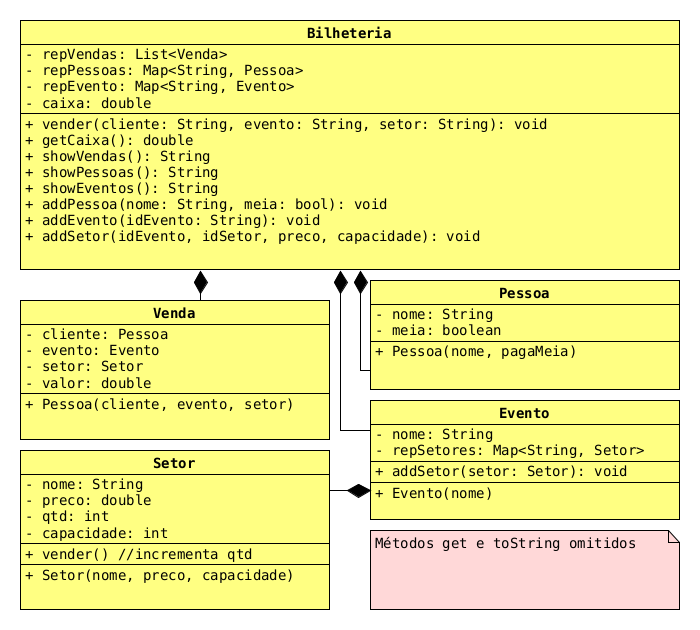 Bilheteria
- repVendas: List<Venda>
- repPessoas: Map<String, Pessoa>
- repEvento: Map<String, Evento>
- caixa: double
+ vender(cliente: String, evento: String, setor: String): void
+ getCaixa(): double
+ showVendas(): String
+ showPessoas(): String
+ showEventos(): String
+ addPessoa(nome: String, meia: bool): void
+ addEvento(idEvento: String): void
+ addSetor(idEvento, idSetor, preco, capacidade): void
Venda
- cliente: Pessoa
- evento: Evento
- setor: Setor
- valor: double
+ Pessoa(cliente, evento, setor)
Pessoa
- nome: String
- meia: boolean
+ Pessoa(nome, pagaMeia)
Evento
- nome: String
- repSetores: Map<String, Setor>
+ addSetor(setor: Setor): void
+ Evento(nome)
Setor
- nome: String
- preco: double
- qtd: int
- capacidade: int
+ vender() //incrementa qtd
+ Setor(nome, preco, capacidade)
Métodos get e toString omitidos